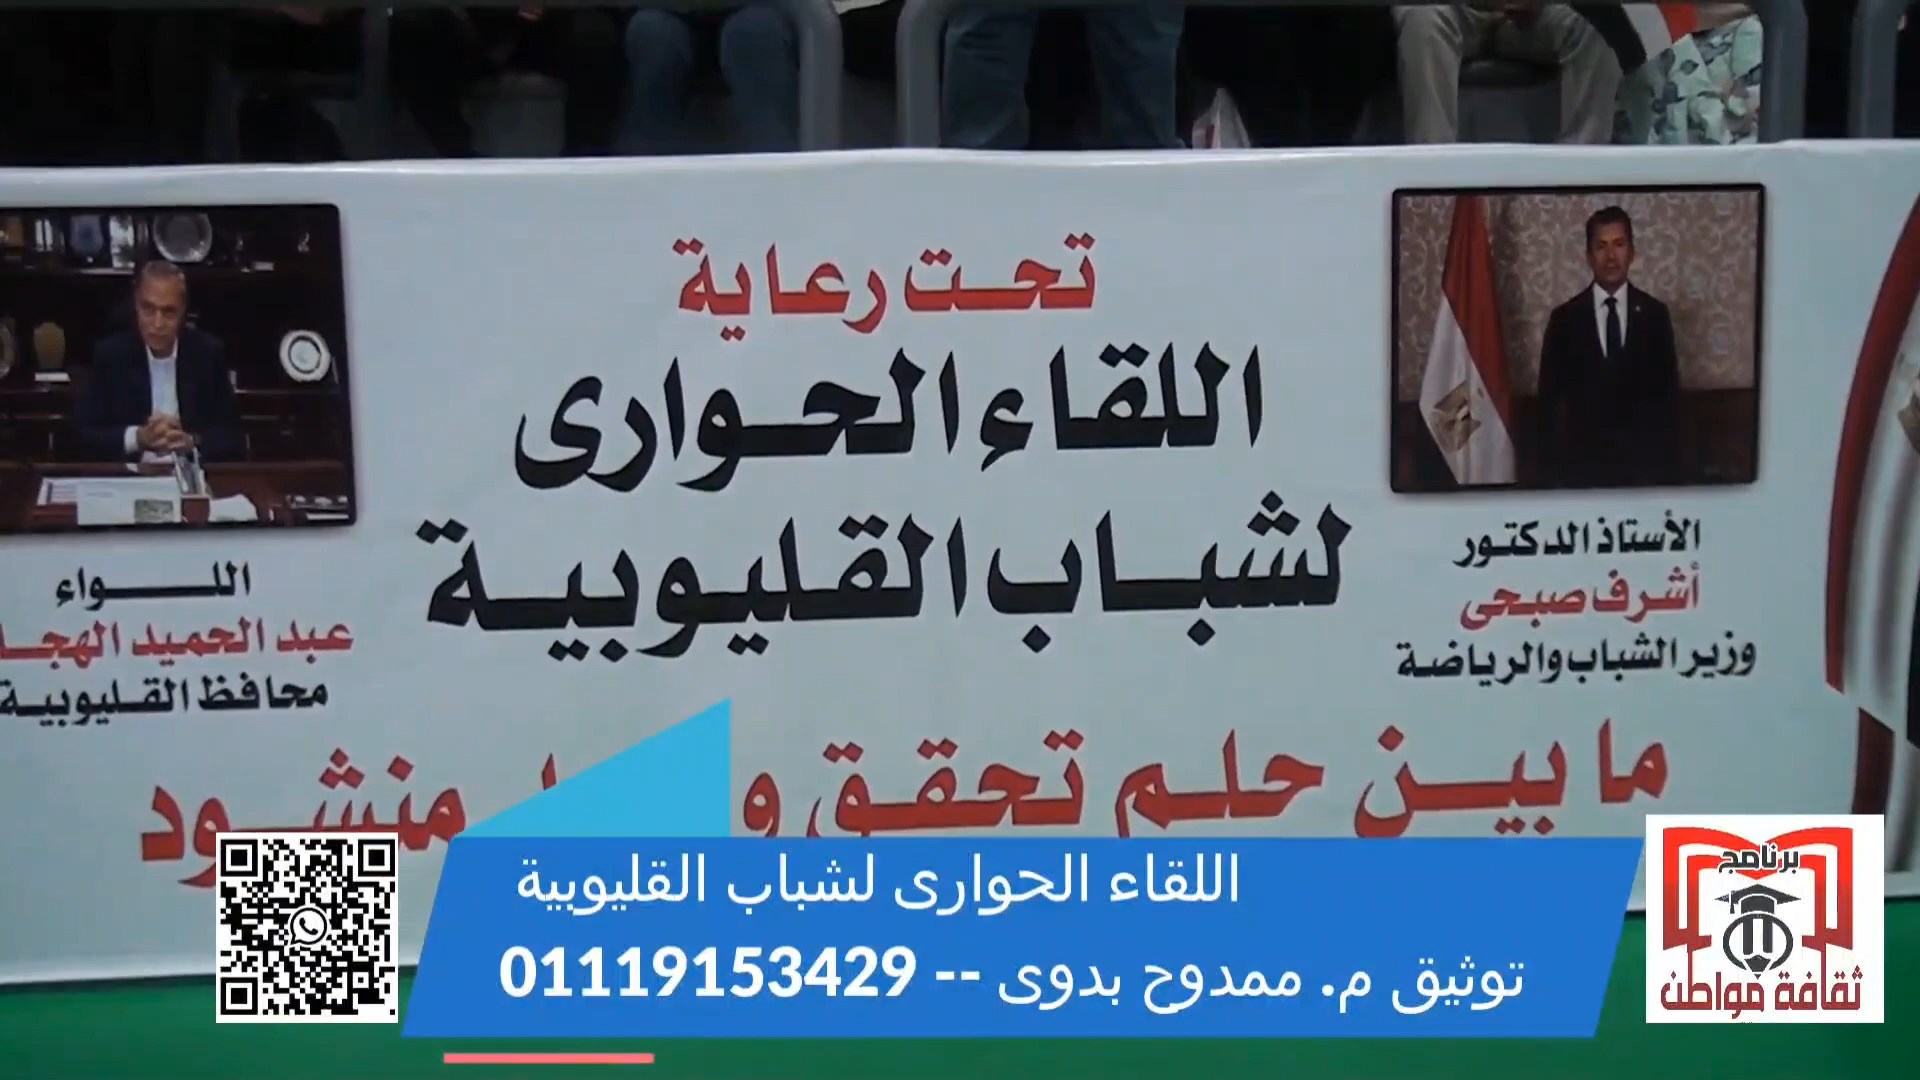 تحت رعاية
اللقاء الحوارى
لشباب القليوبية
الأستاذ الدكتور
أشرف صبحى
وزير الشباب والرياضة
اللواء
عبد الحميد
محافظ القليوبية
ما بين حلم تحقق و منشود
اللقاء الحوارى لشباب القليوبية
توثيق م. ممدوح بدوى -- 01119153429
برنامج
ثقافة مواطن